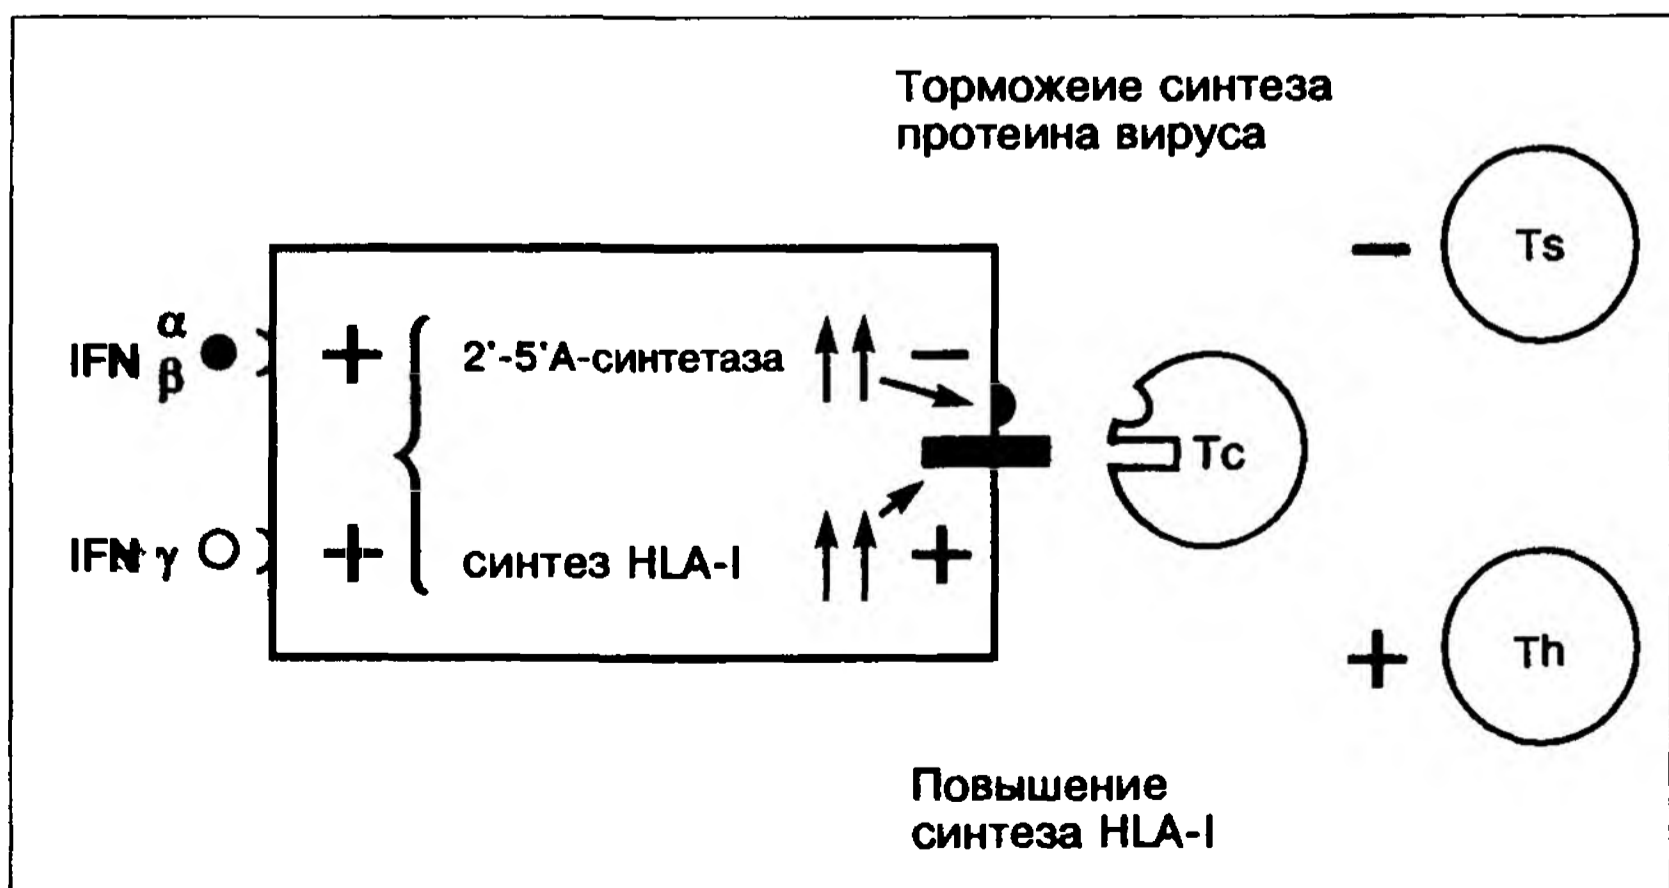 Торможеие синтеза
протеина вируса
Ts
−
α
IFN β
+
2'-5'А-синтетаза
−
Tc
IFN γ
+
синтез HLA-I
+
+
Th
Повышение
синтеза HLA-I